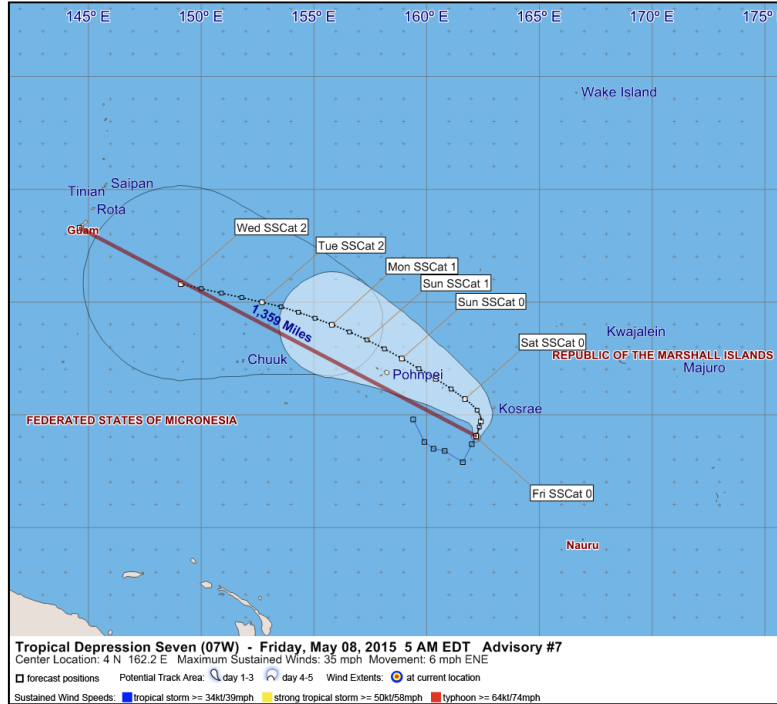 145° E 150° E 155° E 160° E 165° E 170° E 175°
Wake Island
Saipan
Tinian
Rota
Guam
Wed SSCat 2
Tue SSCat 2
Mon SSCat 1
Sun SSCat 1
Sun SSCat 0
1,359 Miles
Kwajalein
Sat SSCat 0
REPUBLIC OF THE MARSHALL ISLANDS
Chuuk
Majuro
Pohnpei
Kosrae
FEDERATED STATES OF MICRONESIA
Fri SSCat 0
Nauru
Tropical Depression Seven (07W) - Friday, May 08, 2015 5 AM EDT Advisory #7
Center Location: 4 N 162.2 E Maximum Sustained Winds: 35 mph Movement: 6 mph ENE
forecast positions Potential Track Area: day 1-3 day 4-5 Wind Extents: at current location
Sustained Wind Speeds: tropical storm >= 34kt/39mph strong tropical storm >= 50kt/58mph typhoon >= 64kt/74mph